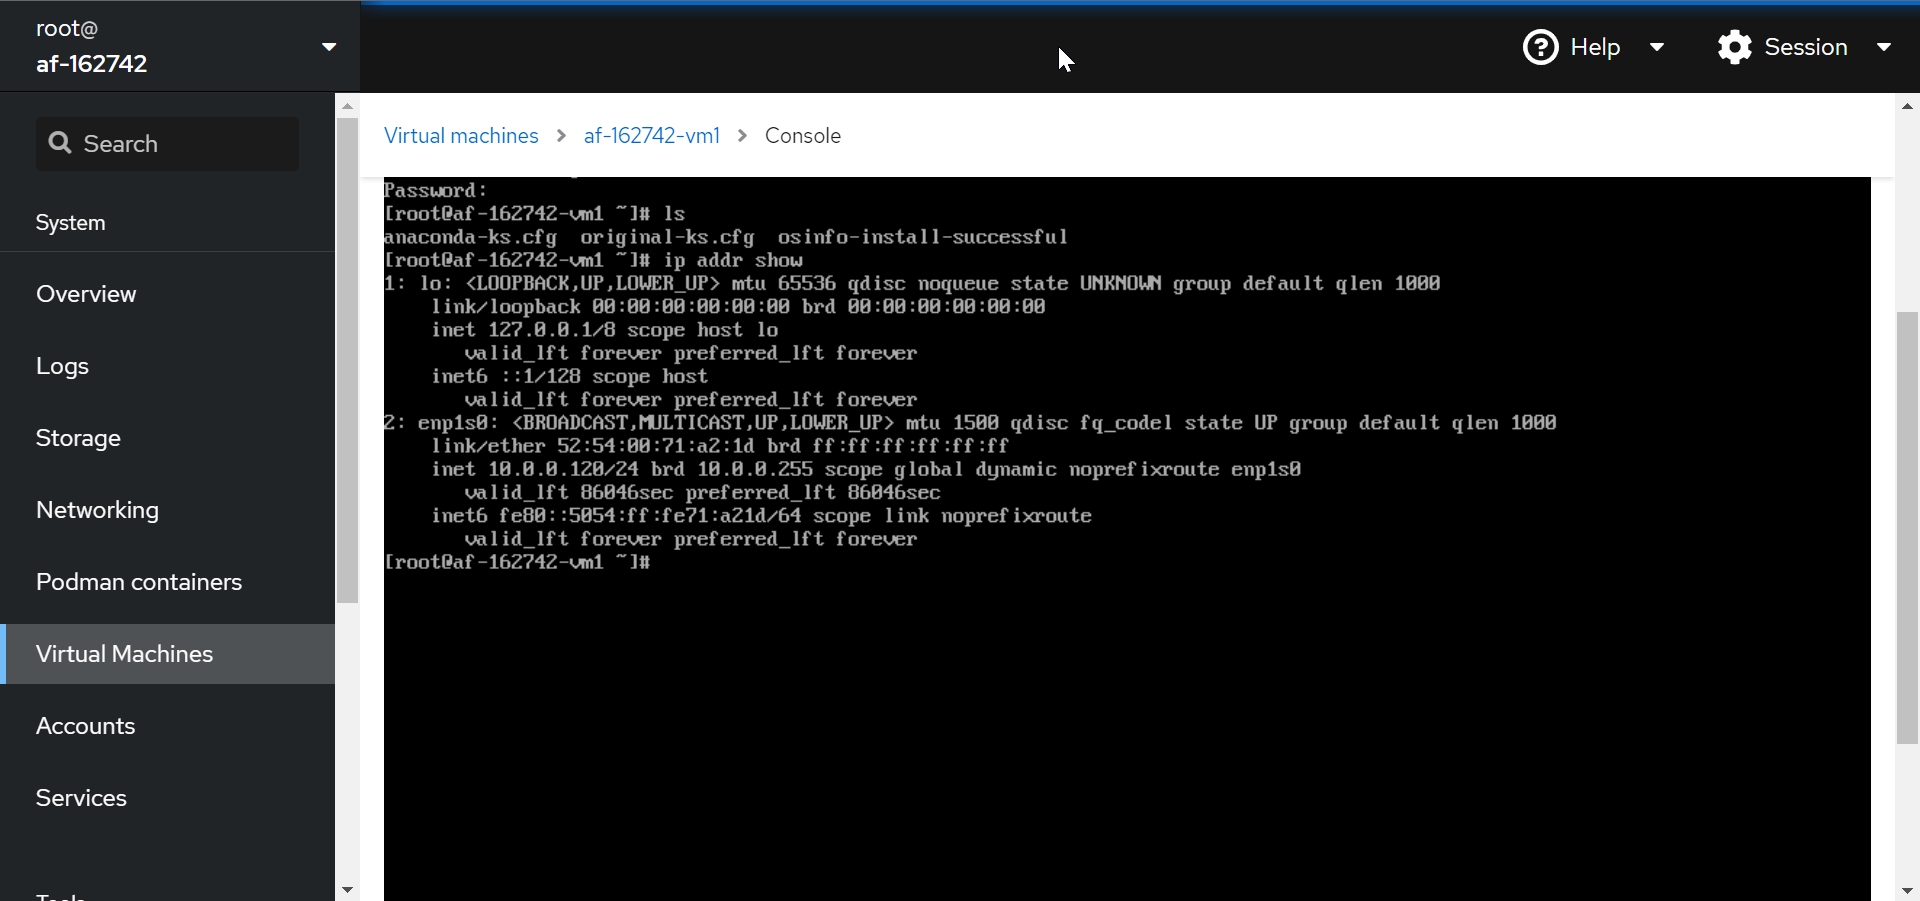 root@
af-162742
Help
Session
Search
System
Overview
Logs
Storage
Networking
Podman containers
Virtual Machines
Accounts
Services
Tools
Virtual machines > af-162742-vm1 > Console
Password:
[root@af-162742-vm1 ~]# ls
anaconda-ks.cfg  original-ks.cfg  osinfo-install-successful
[root@af-162742-vm1 ~]# ip addr show
1: lo: <LOOPBACK,UP,LOWER_UP> mtu 65536 qdisc noqueue state UNKNOWN group default qlen 1000
    link/loopback 00:00:00:00:00:00 brd 00:00:00:00:00:00
    inet 127.0.0.1/8 scope host lo
       valid_lft forever preferred_lft forever
    inet6 ::1/128 scope host
       valid_lft forever preferred_lft forever
2: enp1s0: <BROADCAST,MULTICAST,UP,LOWER_UP> mtu 1500 qdisc fq_codel state UP group default qlen 1000
    link/ether 52:54:00:71:a2:1d brd ff:ff:ff:ff:ff:ff
    inet 10.0.0.120/24 brd 10.0.0.255 scope global dynamic noprefixroute enp1s0
       valid_lft 86046sec preferred_lft 86046sec
    inet6 fe80::5054:ff:fe71:a21d/64 scope link noprefixroute
       valid_lft forever preferred_lft forever
[root@af-162742-vm1 ~]#